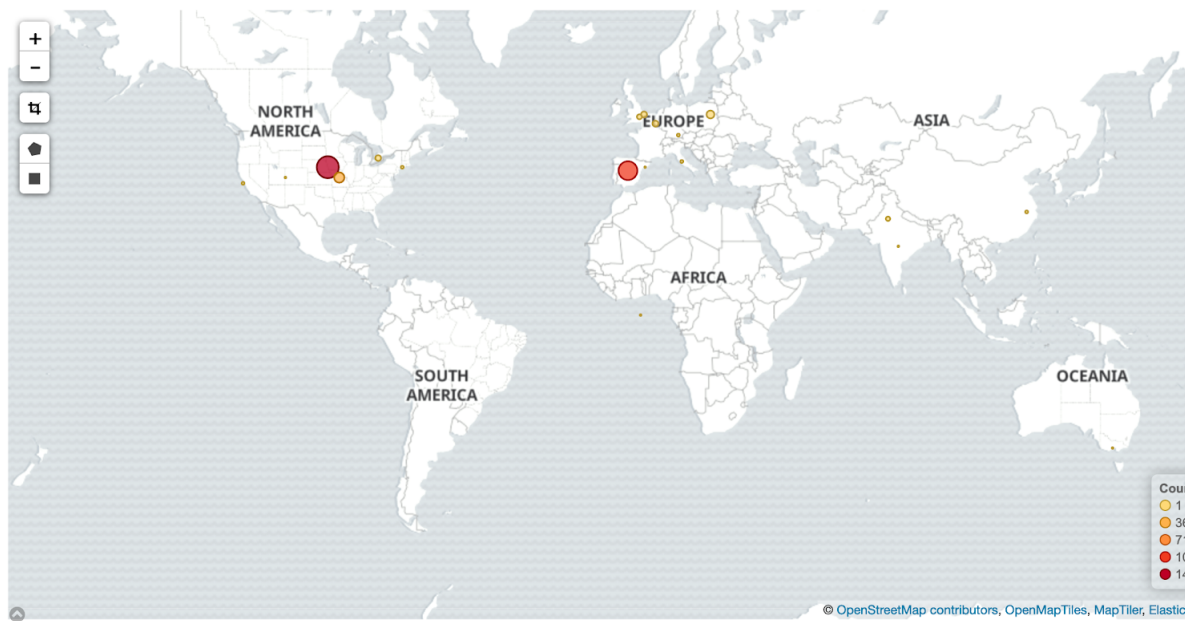 +
−
NORTH
AMERICA
EUROPE
ASIA
AFRICA
SOUTH
AMERICA
OCEANIA
1
© OpenStreetMap contributors, OpenMapTiles, MapTiler, Elastic